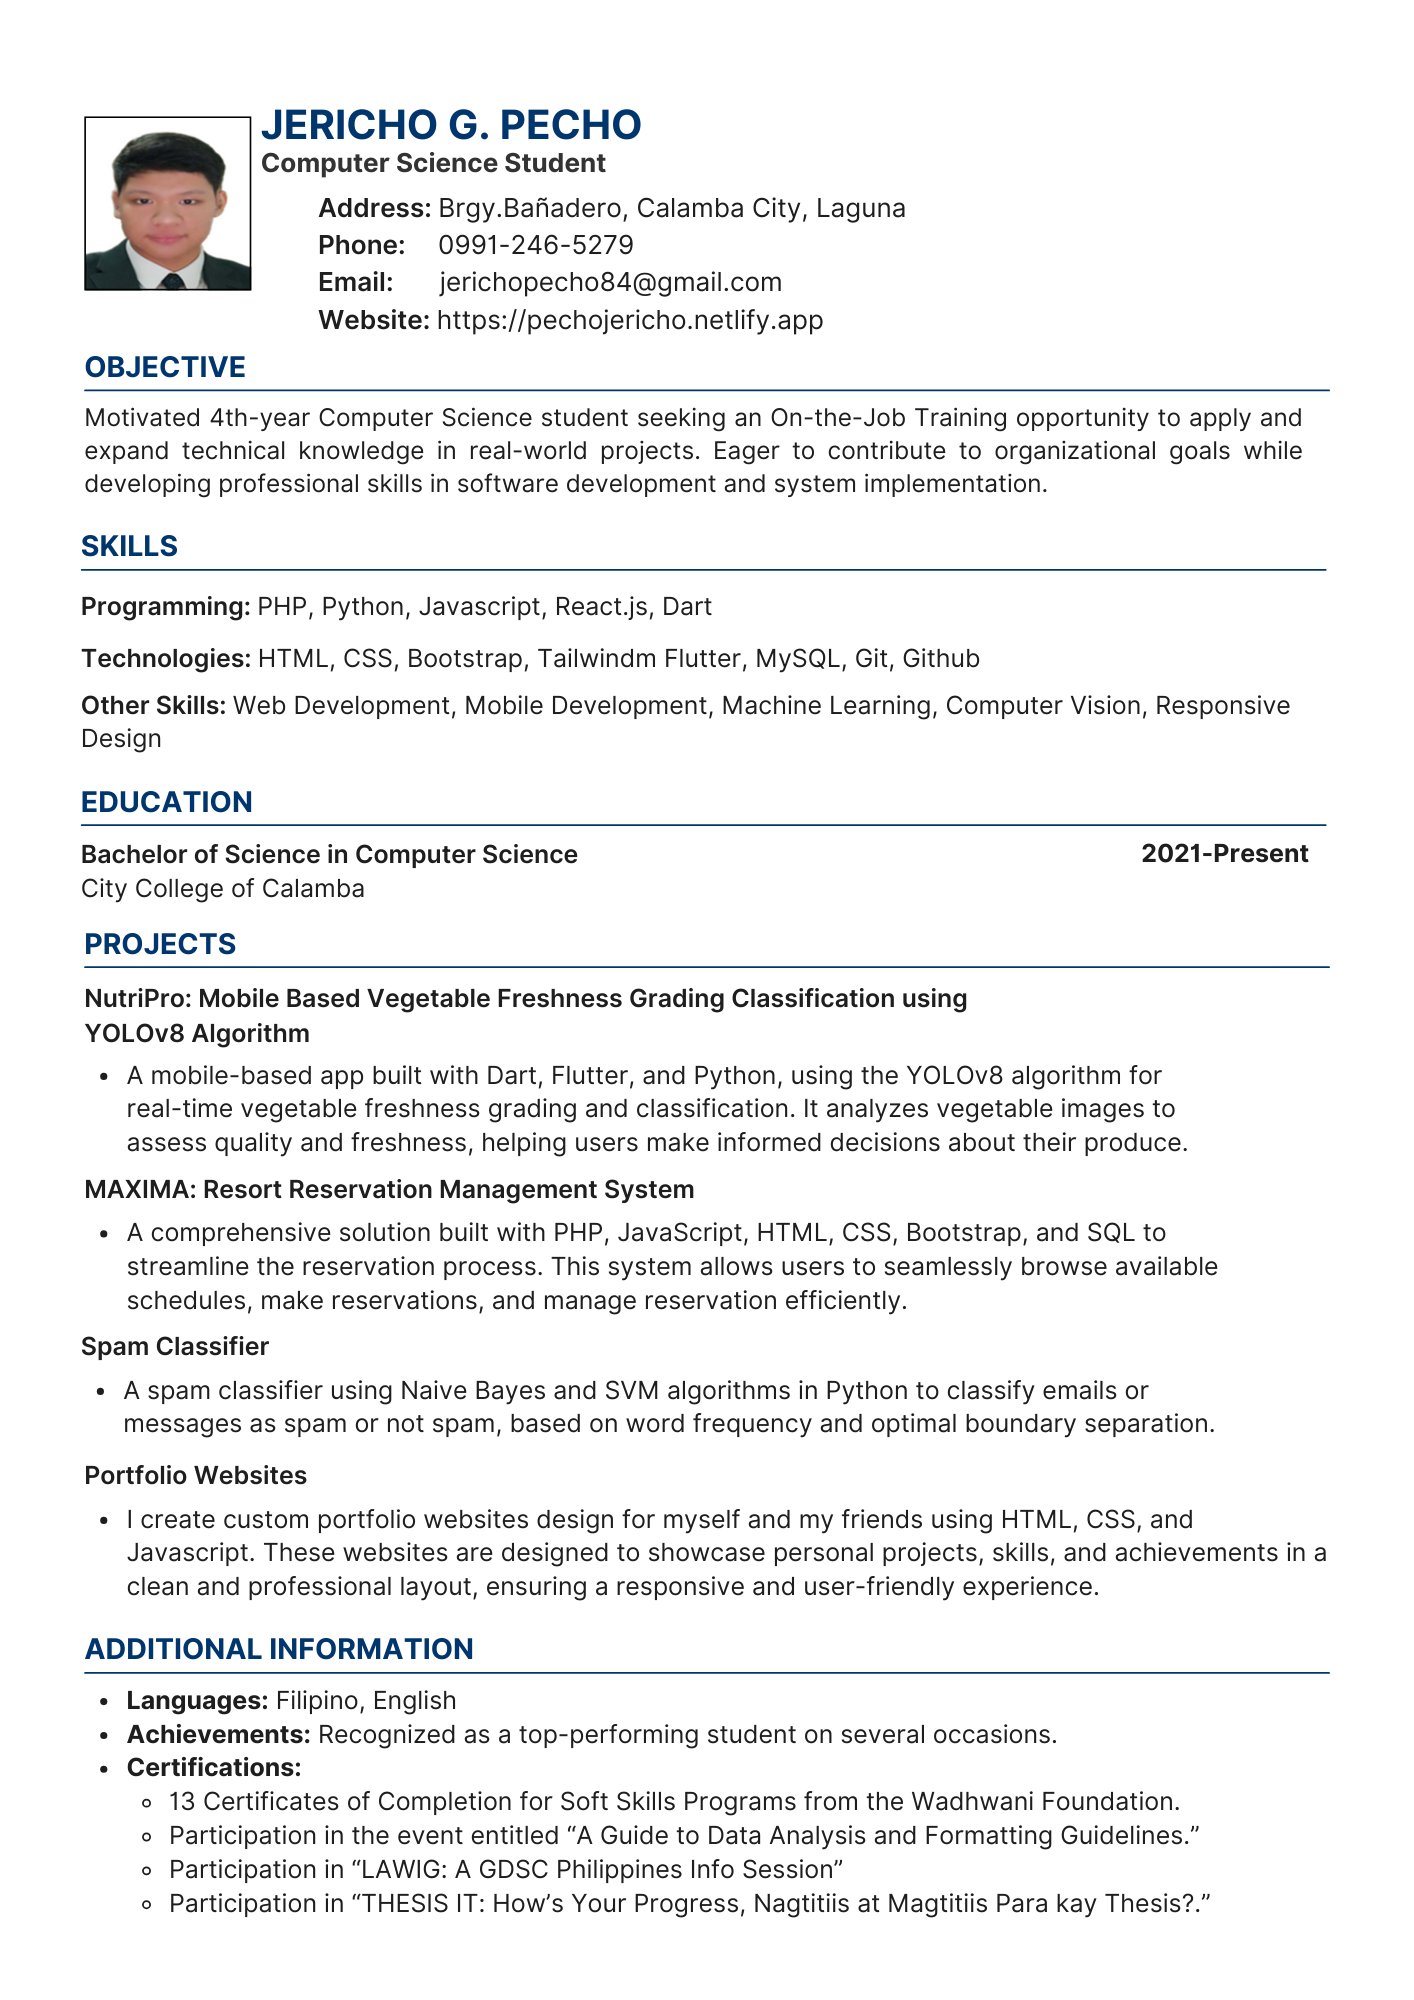 JERICHO G. PECHO
Computer Science Student
Address: Brgy.Bañadero, Calamba City, Laguna
Phone: 0991-246-5279
Email: jerichopecho84@gmail.com
Website: https://pechojericho.netlify.app
OBJECTIVE
Motivated 4th-year Computer Science student seeking an On-the-Job Training opportunity to apply and
expand technical knowledge in real-world projects. Eager to contribute to organizational goals while
developing professional skills in software development and system implementation.
SKILLS
Programming: PHP, Python, Javascript, React.js, Dart
Technologies: HTML, CSS, Bootstrap, Tailwindm Flutter, MySQL, Git, Github
Other Skills: Web Development, Mobile Development, Machine Learning, Computer Vision, Responsive
Design
EDUCATION
Bachelor of Science in Computer Science 2021-Present
City College of Calamba
PROJECTS
NutriPro: Mobile Based Vegetable Freshness Grading Classification using
YOLOv8 Algorithm
• A mobile-based app built with Dart, Flutter, and Python, using the YOLOv8 algorithm for
real-time vegetable freshness grading and classification. It analyzes vegetable images to
assess quality and freshness, helping users make informed decisions about their produce.
MAXIMA: Resort Reservation Management System
• A comprehensive solution built with PHP, JavaScript, HTML, CSS, Bootstrap, and SQL to
streamline the reservation process. This system allows users to seamlessly browse available
schedules, make reservations, and manage reservation efficiently.
Spam Classifier
• A spam classifier using Naive Bayes and SVM algorithms in Python to classify emails or
messages as spam or not spam, based on word frequency and optimal boundary separation.
Portfolio Websites
• I create custom portfolio websites design for myself and my friends using HTML, CSS, and
Javascript. These websites are designed to showcase personal projects, skills, and achievements in a
clean and professional layout, ensuring a responsive and user-friendly experience.
ADDITIONAL INFORMATION
• Languages: Filipino, English
• Achievements: Recognized as a top-performing student on several occasions.
• Certifications:
◦ 13 Certificates of Completion for Soft Skills Programs from the Wadhwani Foundation.
◦ Participation in the event entitled “A Guide to Data Analysis and Formatting Guidelines.”
◦ Participation in “LAWIG: A GDSC Philippines Info Session”
◦ Participation in “THESIS IT: How’s Your Progress, Nagtitiis at Magtitiis Para kay Thesis?.”